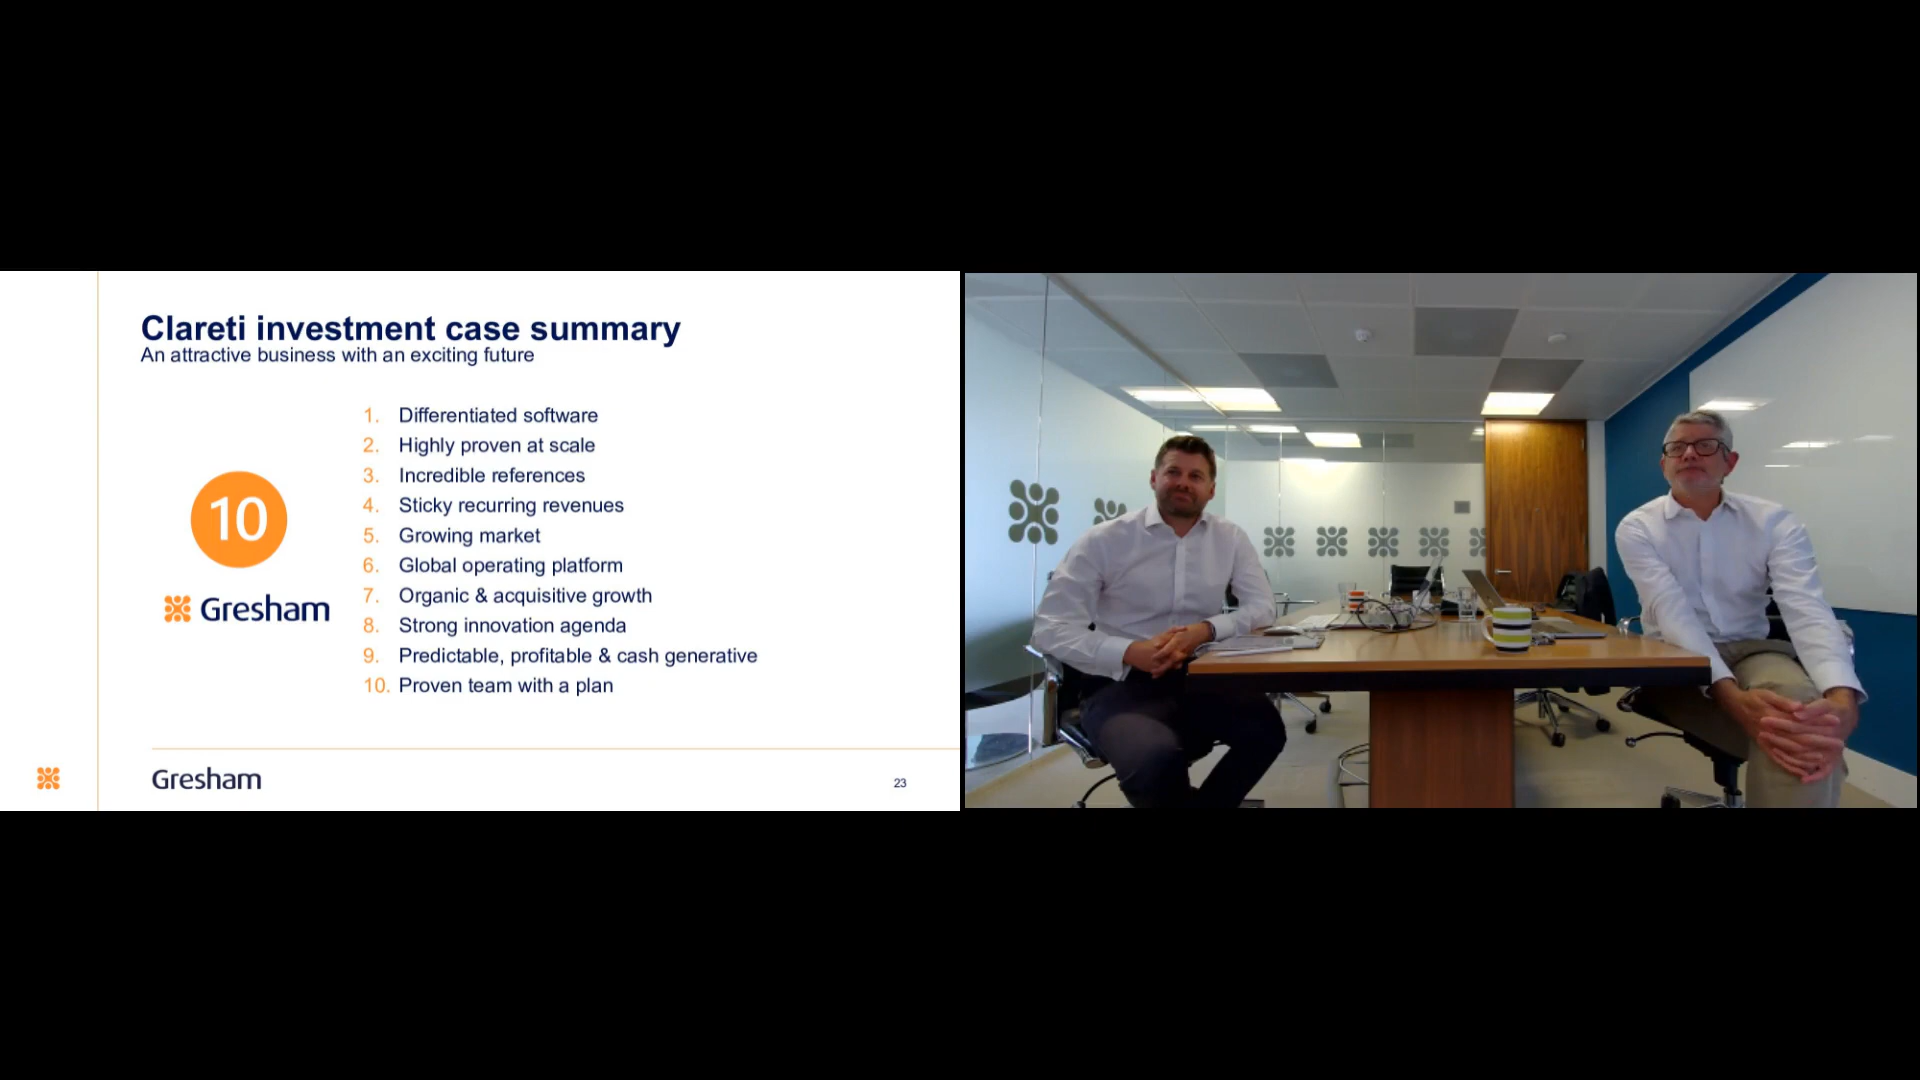 Clareti investment case summary
An attractive business with an exciting future
1. Differentiated software
2. Highly proven at scale
3. Incredible references
4. Sticky recurring revenues
5. Growing market
6. Global operating platform
7. Organic & acquisitive growth
8. Strong innovation agenda
9. Predictable, profitable & cash generative
10. Proven team with a plan
10
Gresham
Gresham
23